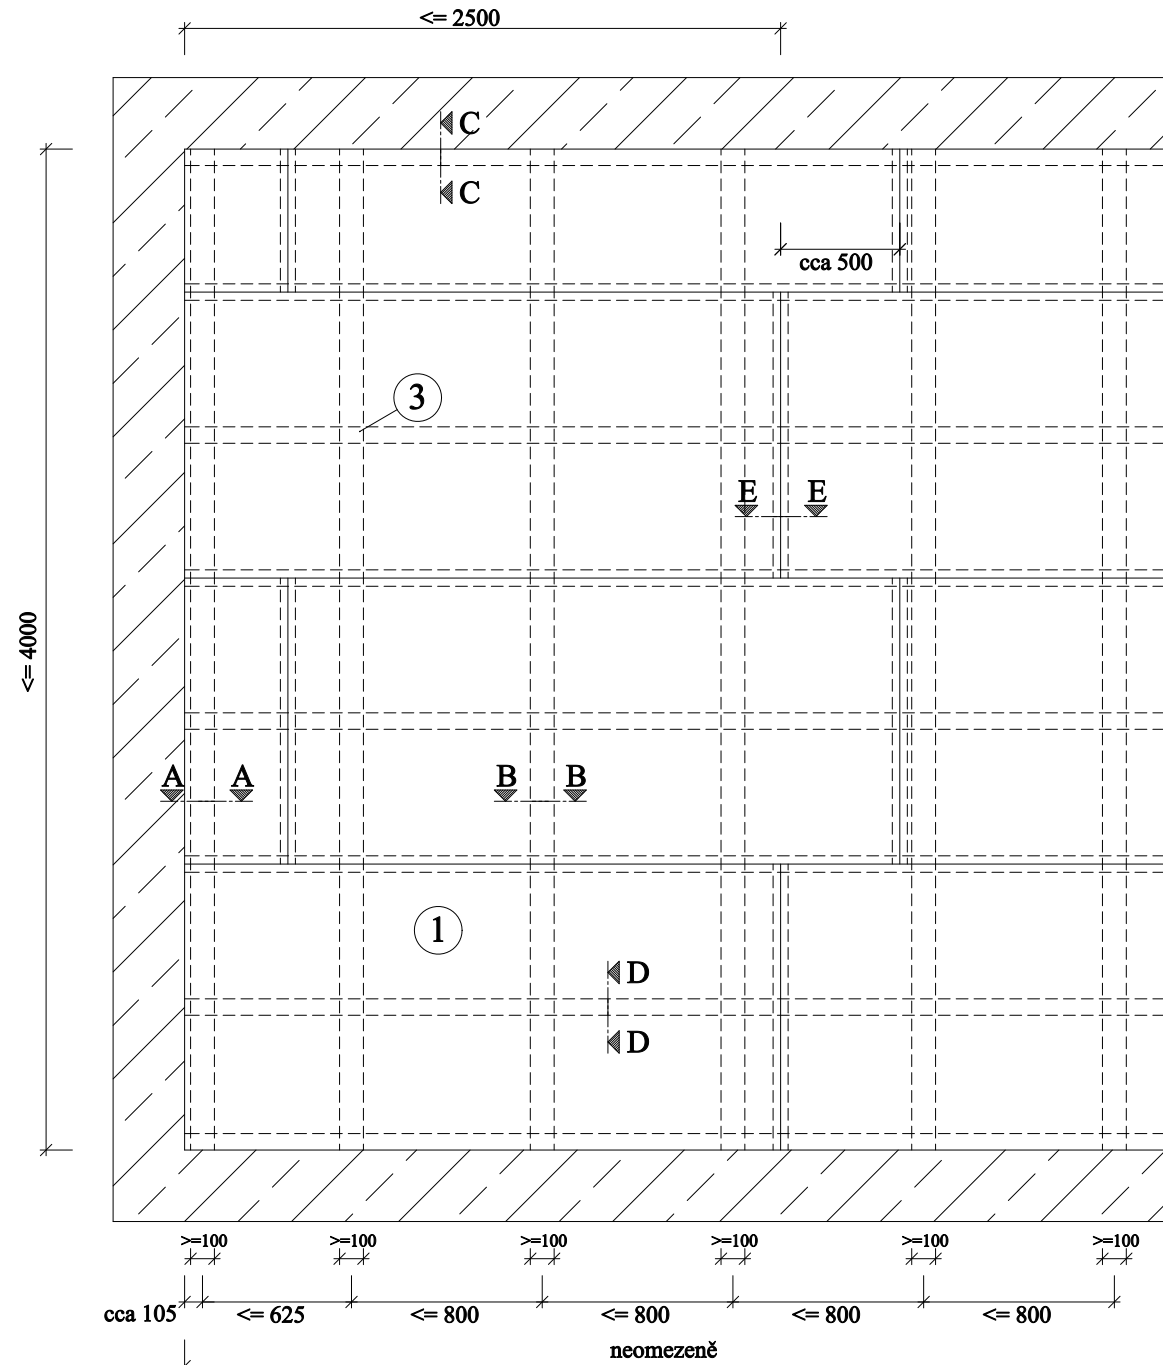 <= 2500
C
C
cca 500
3
E E
<= 4000
A A B B
1
D
D
>=100 >=100 >=100 >=100 >=100 >=100
cca 105 <= 625 <= 800 <= 800 <= 800 <= 800
neomezeně